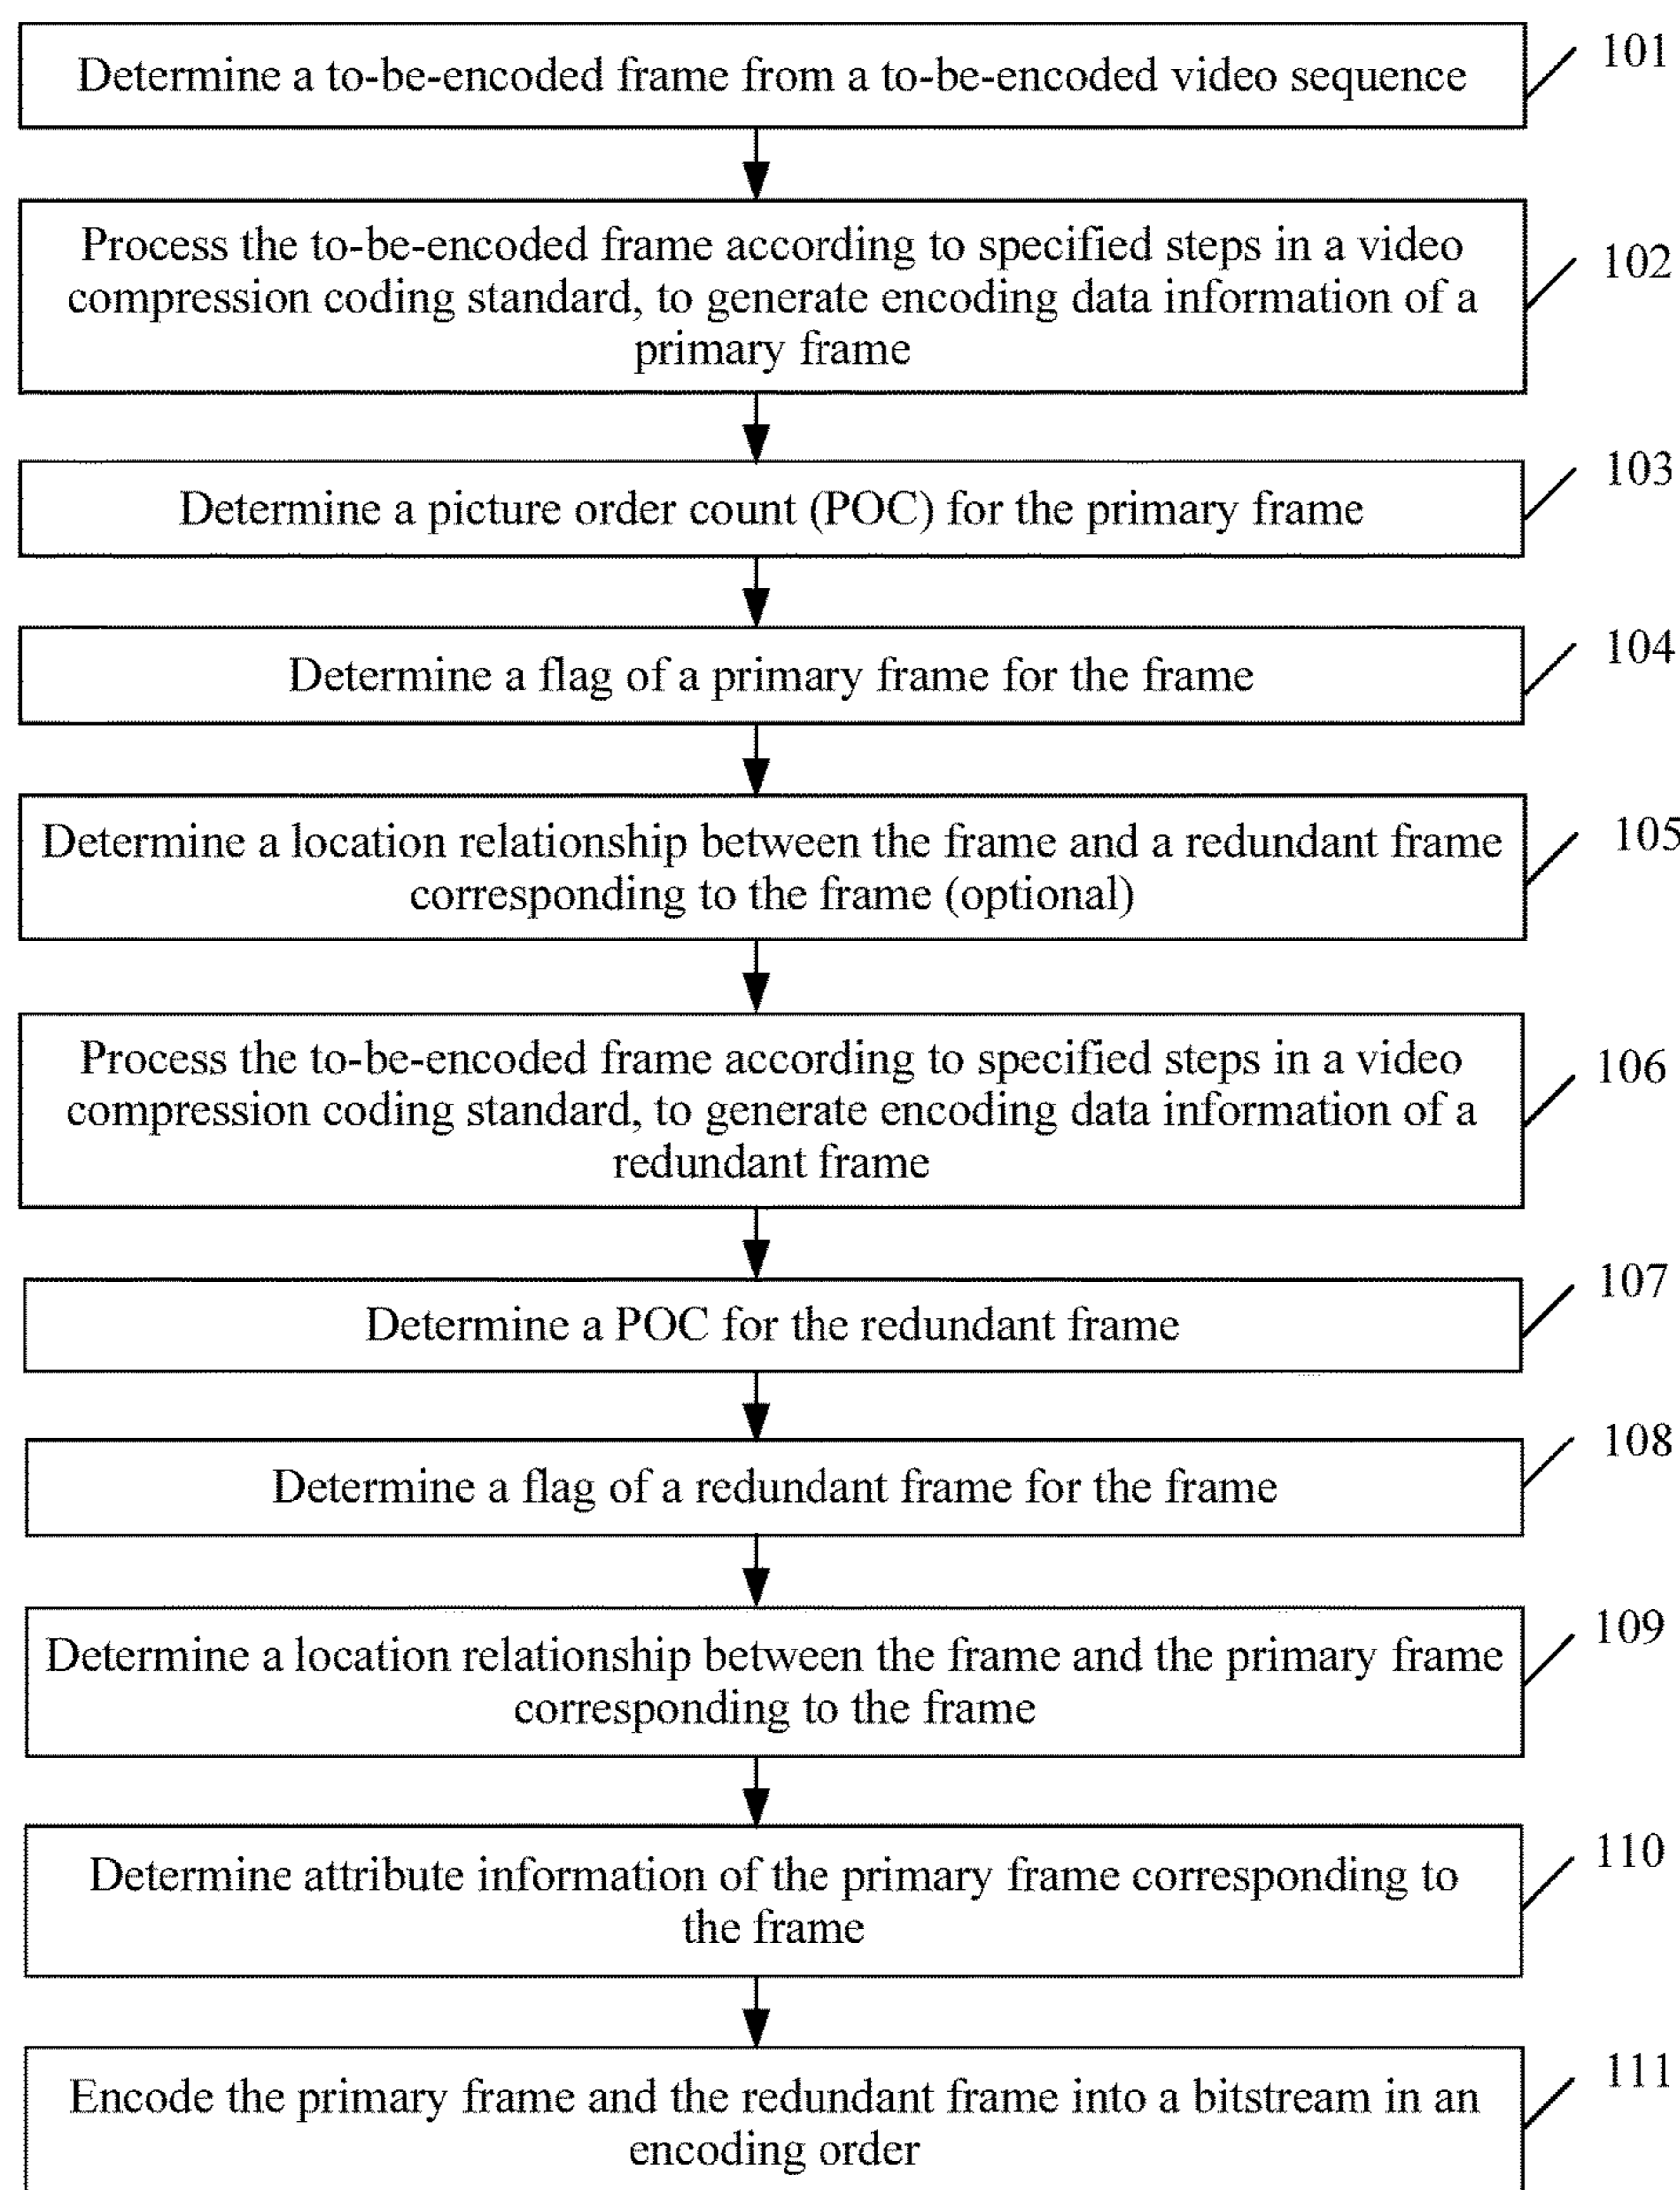 Determine a to-be-encoded frame from a to-be-encoded video sequence
101
Process the to-be-encoded frame according to specified steps in a video
compression coding standard, to generate encoding data information of a
primary frame
102
Determine a picture order count (POC) for the primary frame
103
Determine a flag of a primary frame for the frame
104
Determine a location relationship between the frame and a redundant frame
corresponding to the frame (optional)
105
Process the to-be-encoded frame according to specified steps in a video
compression coding standard, to generate encoding data information of a
redundant frame
106
Determine a POC for the redundant frame
107
Determine a flag of a redundant frame for the frame
108
Determine a location relationship between the frame and the primary frame
corresponding to the frame
109
Determine attribute information of the primary frame corresponding to
the frame
110
Encode the primary frame and the redundant frame into a bitstream in an
encoding order
111